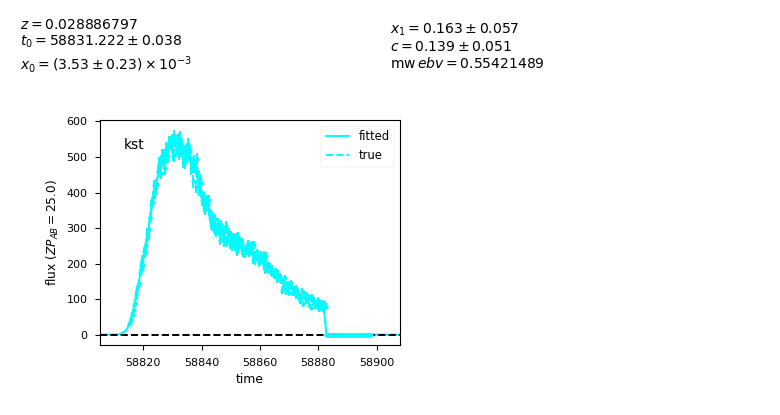 z = 0.028886797
t₀ = 58831.222 ± 0.038
x₀ = (3.53 ± 0.23) × 10⁻³
x₁ = 0.163 ± 0.057
c = 0.139 ± 0.051
mw ebv = 0.55421489
600
500
400
300
200
100
0
flux (ZP_AB = 25.0)
kst
fitted
true
58820 58840 58860 58880 58900
time